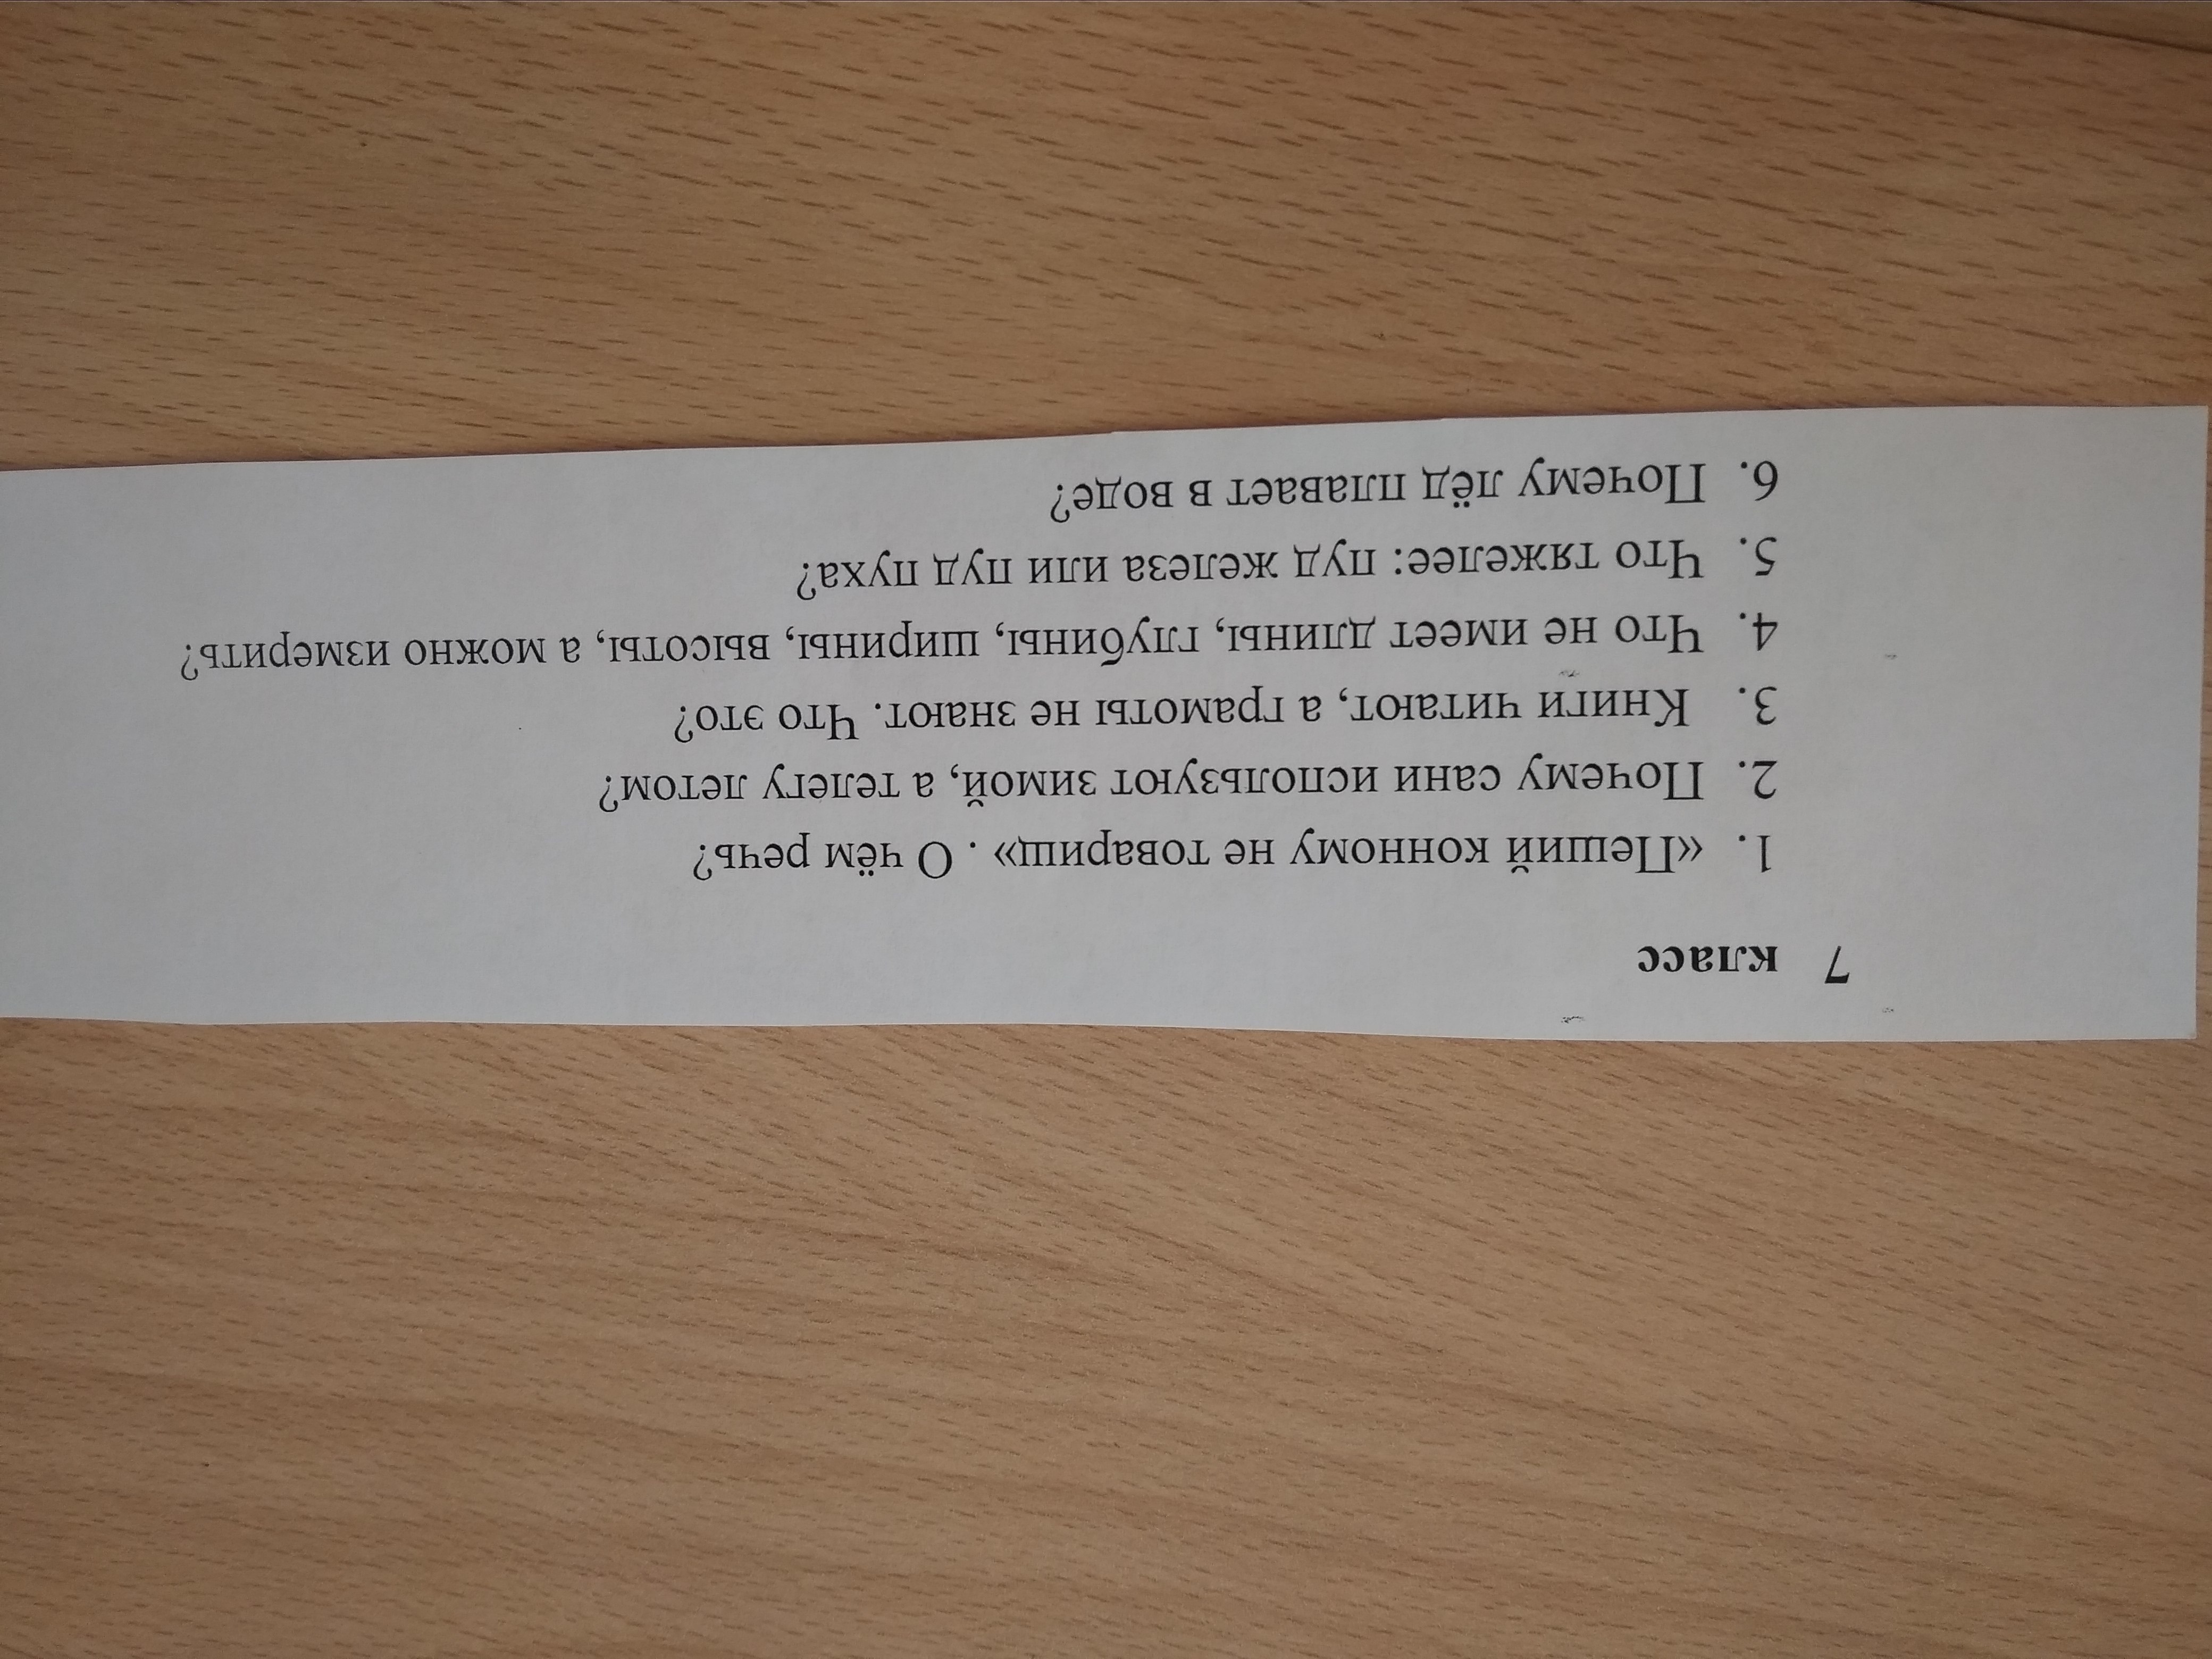 7 класс
1. «Пеший конному не товарищ» . О чём речь?
2. Почему сани используют зимой, а телегу летом?
3. Книги читают, а грамоты не знают. Что это?
4. Что не имеет длины, глубины, ширины, высоты, а можно измерить?
5. Что тяжелее: пуд железа или пуд пуха?
6. Почему лёд плавает в воде?